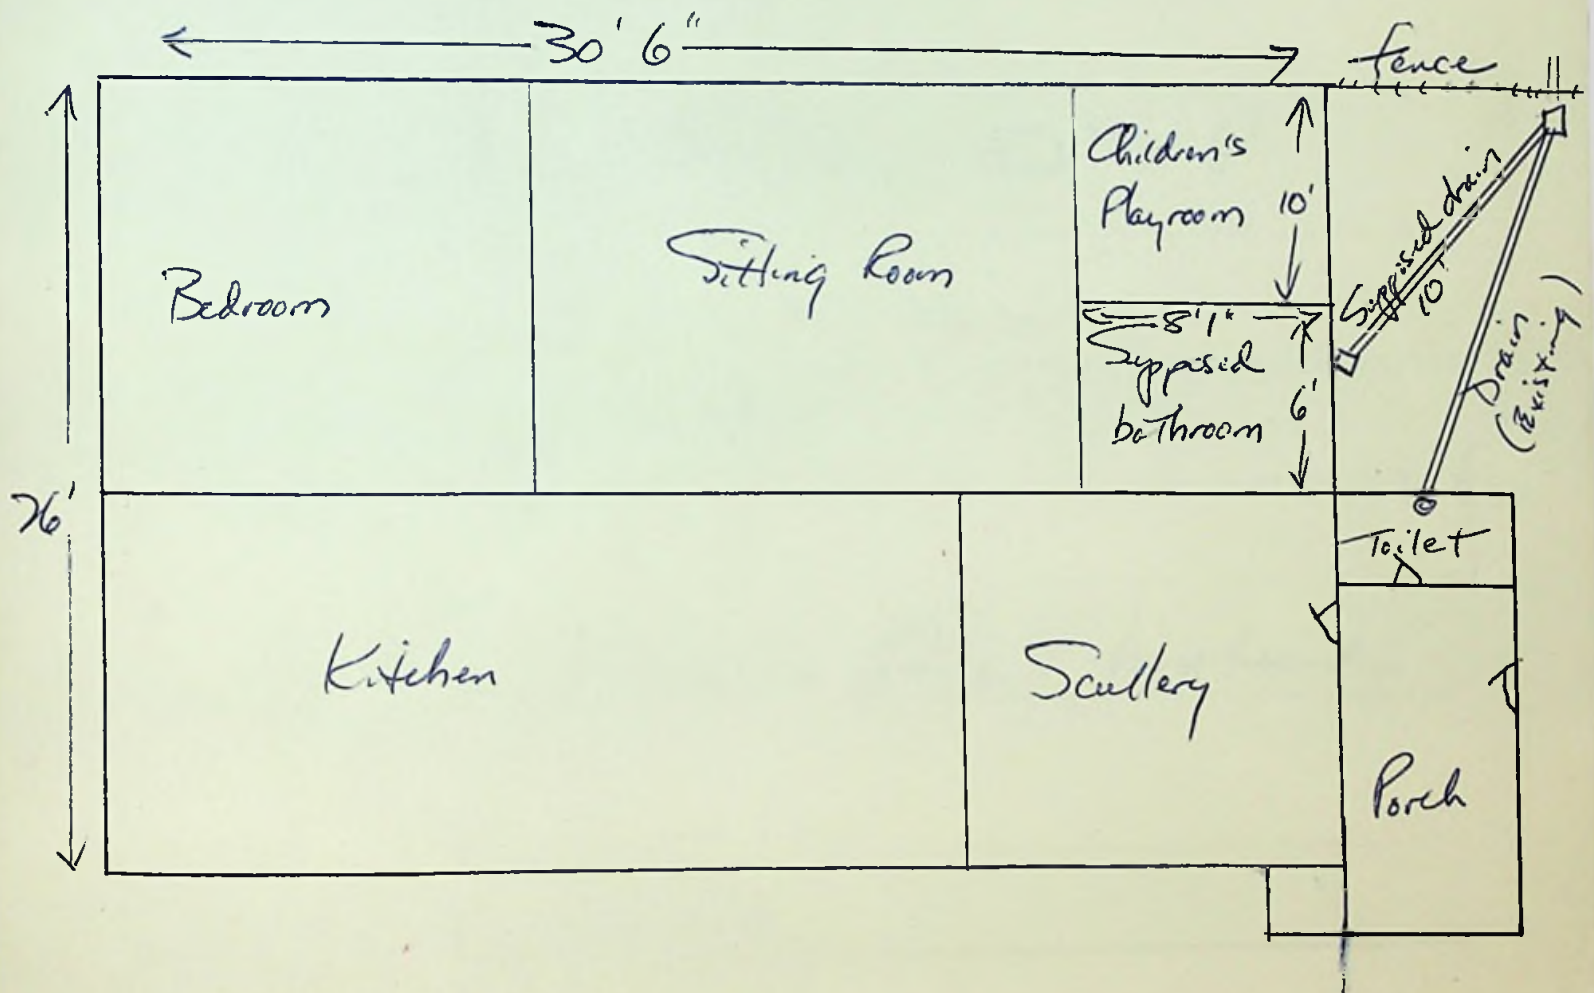 30' 6"
fence
Children's
Playroom
10'
Sitting Room
Bedroom
Supposed drain
10'
8'1"
Supposed
bathroom
6'
Drain
(Existing)
26'
Toilet
Kitchen
Scullery
Porch